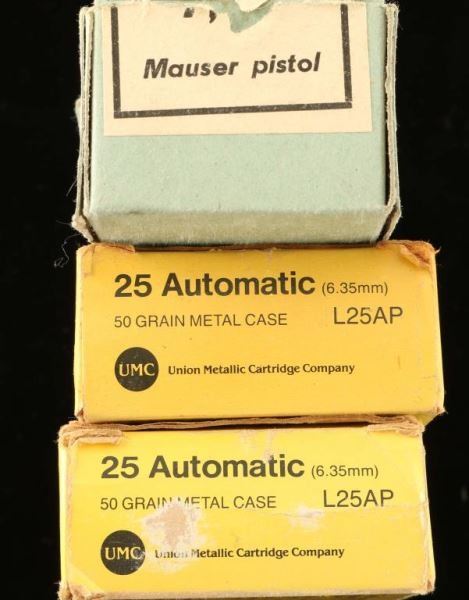 Mauser pistol
25 Automatic (6.35mm)
50 GRAIN METAL CASE L25AP
UMC Union Metallic Cartridge Company
25 Automatic (6.35mm)
50 GRAIN METAL CASE L25AP
UMC Union Metallic Cartridge Company